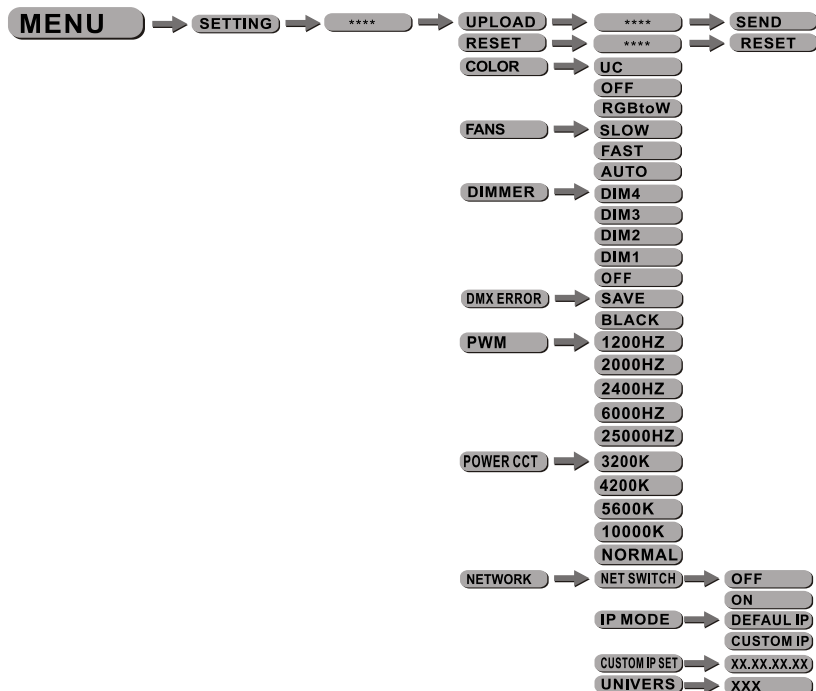 MENU SETTING **** UPLOAD **** SEND
RESET **** RESET
COLOR UC
OFF
RGBtoW
FANS SLOW
FAST
AUTO
DIMMER DIM4
DIM3
DIM2
DIM1
OFF
DMX ERROR SAVE
BLACK
PWM 1200HZ
2000HZ
2400HZ
6000HZ
25000HZ
POWER CCT 3200K
4200K
5600K
10000K
NORMAL
NETWORK NET SWITCH OFF
ON
IP MODE DEFAUL IP
CUSTOM IP
CUSTOM IP SET XX.XX.XX.XX
UNIVERS XXX